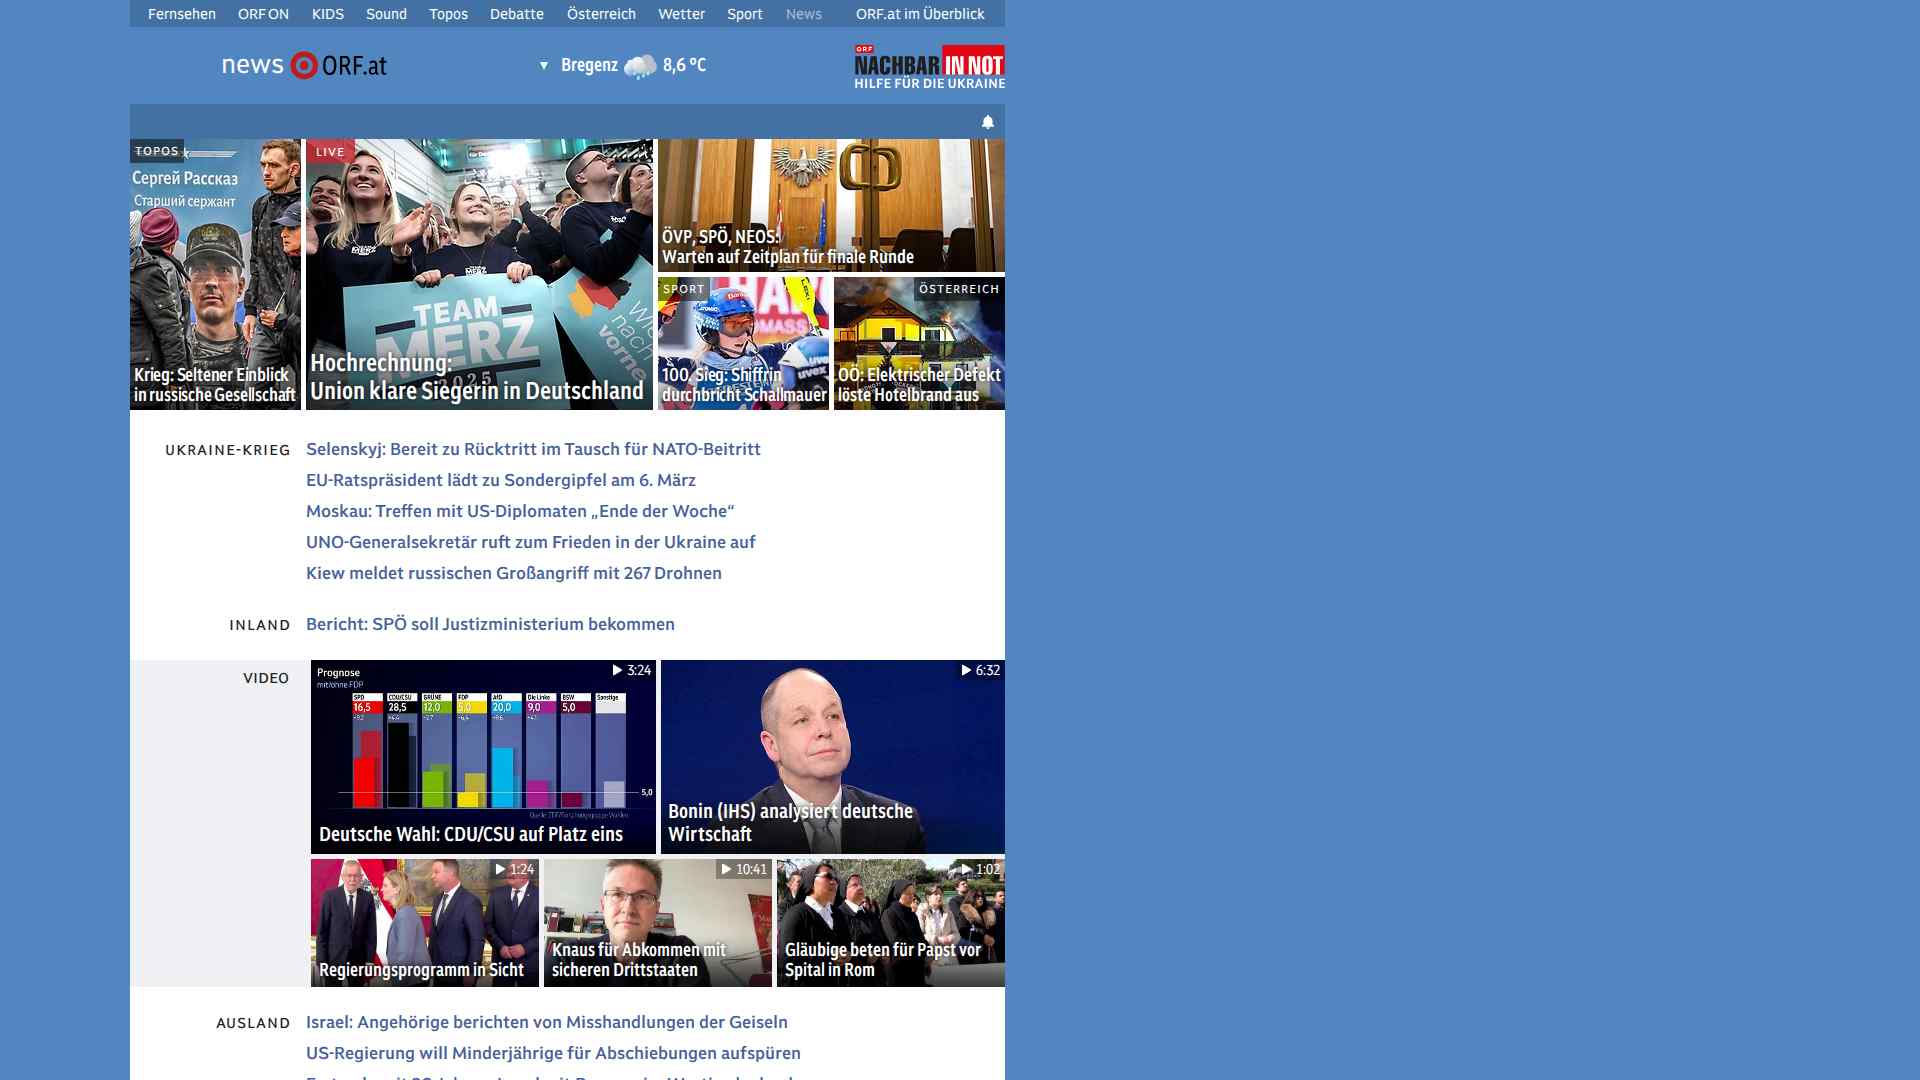 Fernsehen ORF ON KIDS Sound Topos Debatte Österreich Wetter Sport News ORF.at im Überblick
news ORF.at
Bregenz 8,6 °C
ORF
NACHBAR IN NOT
HILFE FÜR DIE UKRAINE
TOPOS
Сергей Рассказ
Старший сержант
Krieg: Seltener Einblick
in russische Gesellschaft
LIVE
TEAM
MERZ
2025
Wie
nach
vorne
Hochrechnung:
Union klare Siegerin in Deutschland
ÖVP, SPÖ, NEOS:
Warten auf Zeitplan für finale Runde
SPORT
100. Sieg: Shiffrin
durchbricht Schallmauer
ÖSTERREICH
OÖ: Elektrischer Defekt
löste Hotelbrand aus
UKRAINE-KRIEG
Selenskyj: Bereit zu Rücktritt im Tausch für NATO-Beitritt
EU-Ratspräsident lädt zu Sondergipfel am 6. März
Moskau: Treffen mit US-Diplomaten „Ende der Woche“
UNO-Generalsekretär ruft zum Frieden in der Ukraine auf
Kiew meldet russischen Großangriff mit 267 Drohnen
INLAND
Bericht: SPÖ soll Justizministerium bekommen
VIDEO
3:24
Prognose
mit/ohne FDP
SPD CDU/CSU GRÜNE FDP AfD Die Linke BSW Sonstige
16,5 28,5 12,0 5,0 20,0 9,0 5,0
5,0
Deutsche Wahl: CDU/CSU auf Platz eins
6:32
Bonin (IHS) analysiert deutsche
Wirtschaft
1:24
Regierungsprogramm in Sicht
10:41
Knaus für Abkommen mit
sicheren Drittstaaten
1:02
Gläubige beten für Papst vor
Spital in Rom
AUSLAND
Israel: Angehörige berichten von Misshandlungen der Geiseln
US-Regierung will Minderjährige für Abschiebungen aufspüren